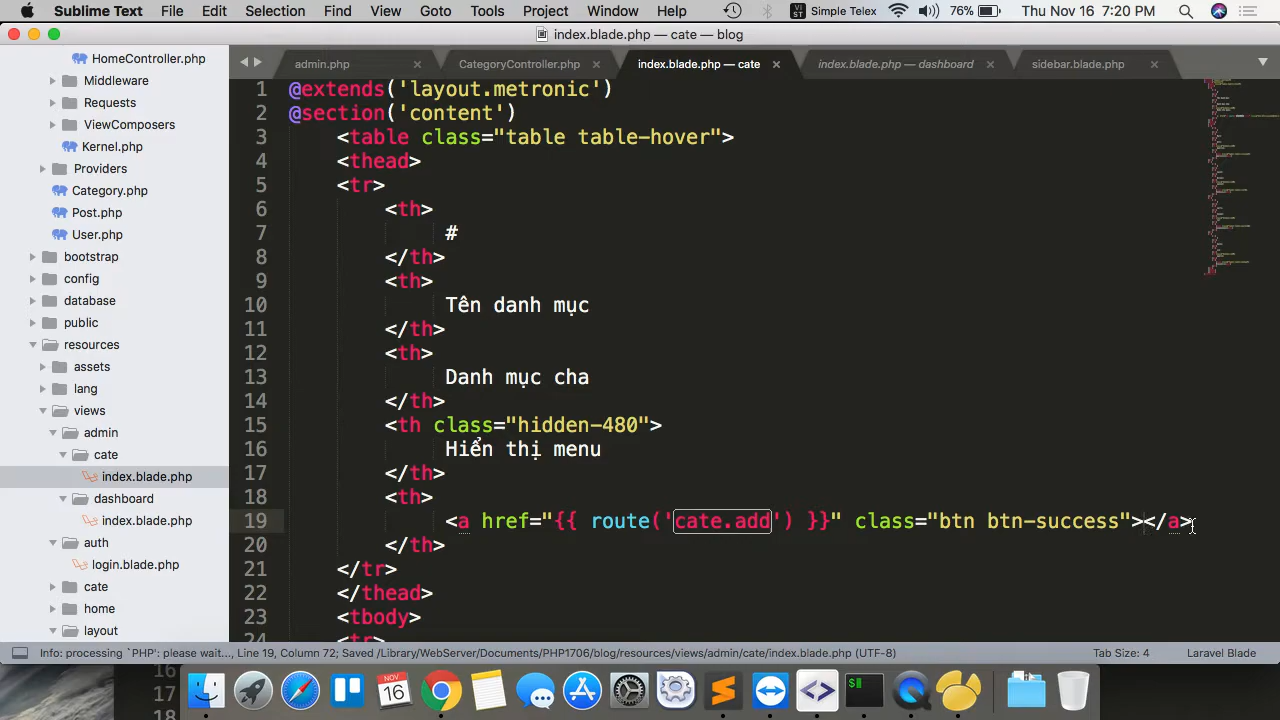 Sublime Text File Edit Selection Find View Goto Tools Project Window Help VI ST Simple Telex 76% Thu Nov 16 7:20 PM
index.blade.php — cate — blog
HomeController.php
Middleware
Requests
ViewComposers
Kernel.php
Providers
Category.php
Post.php
User.php
bootstrap
config
database
public
resources
assets
lang
views
admin
cate
index.blade.php
dashboard
index.blade.php
auth
login.blade.php
cate
home
layout
admin.php × CategoryController.php × index.blade.php — cate × index.blade.php — dashboard × sidebar.blade.php ×
1 @extends('layout.metronic')
2 @section('content')
3 <table class="table table-hover">
4 <thead>
5 <tr>
6 <th>
7 #
8 </th>
9 <th>
10 Tên danh mục
11 </th>
12 <th>
13 Danh mục cha
14 </th>
15 <th class="hidden-480">
16 Hiển thị menu
17 </th>
18 <th>
19 <a href="{{ route('cate.add') }}" class="btn btn-success"></a>
20 </th>
21 </tr>
22 </thead>
23 <tbody>
24 <tr>
Info: processing `PHP`: please wait..., Line 19, Column 72; Saved /Library/WebServer/Documents/PHP1706/blog/resources/views/admin/cate/index.blade.php (UTF-8) Tab Size: 4 Laravel Blade
16
17
18
NOV
16